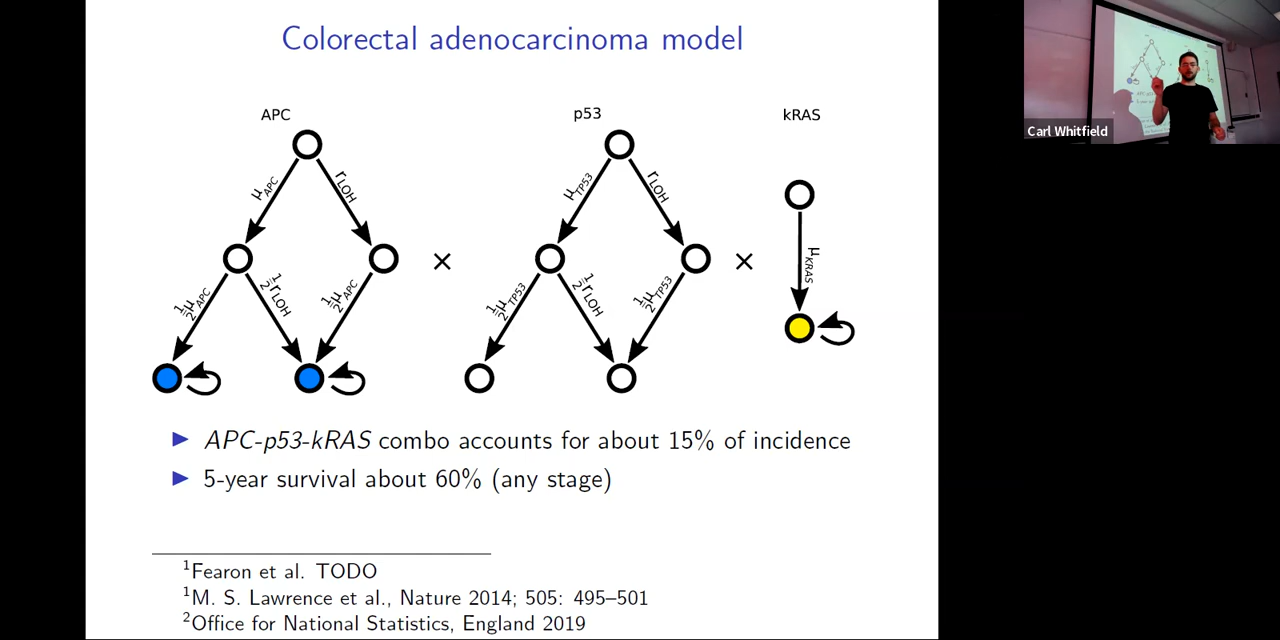 Colorectal adenocarcinoma model
APC
p53
kRAS
μAPC
rLOH
μTP53
rLOH
μKRAS
×
×
½μAPC
½rLOH
½μAPC
½μTP53
½rLOH
½μTP53
APC-p53-kRAS combo accounts for about 15% of incidence
5-year survival about 60% (any stage)
¹Fearon et al. TODO
¹M. S. Lawrence et al., Nature 2014; 505: 495–501
²Office for National Statistics, England 2019
Carl Whitfield